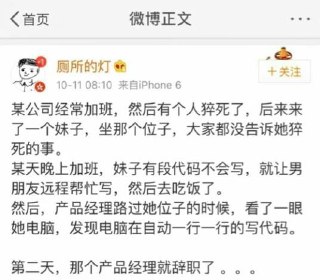 首页
微博正文
厕所的灯
10-11 08:10 来自iPhone 6
+关注
某公司经常加班，然后有个人猝死了，后来来
了一个妹子，坐那个位子，大家都没告诉她猝
死的事。
某天晚上加班，妹子有段代码不会写，就让男
朋友远程帮忙写，然后去吃饭了。
然后，产品经理路过她位子的时候，看了一眼
她电脑，发现电脑在自动一行一行的写代码。
第二天，那个产品经理就辞职了 。 。 。